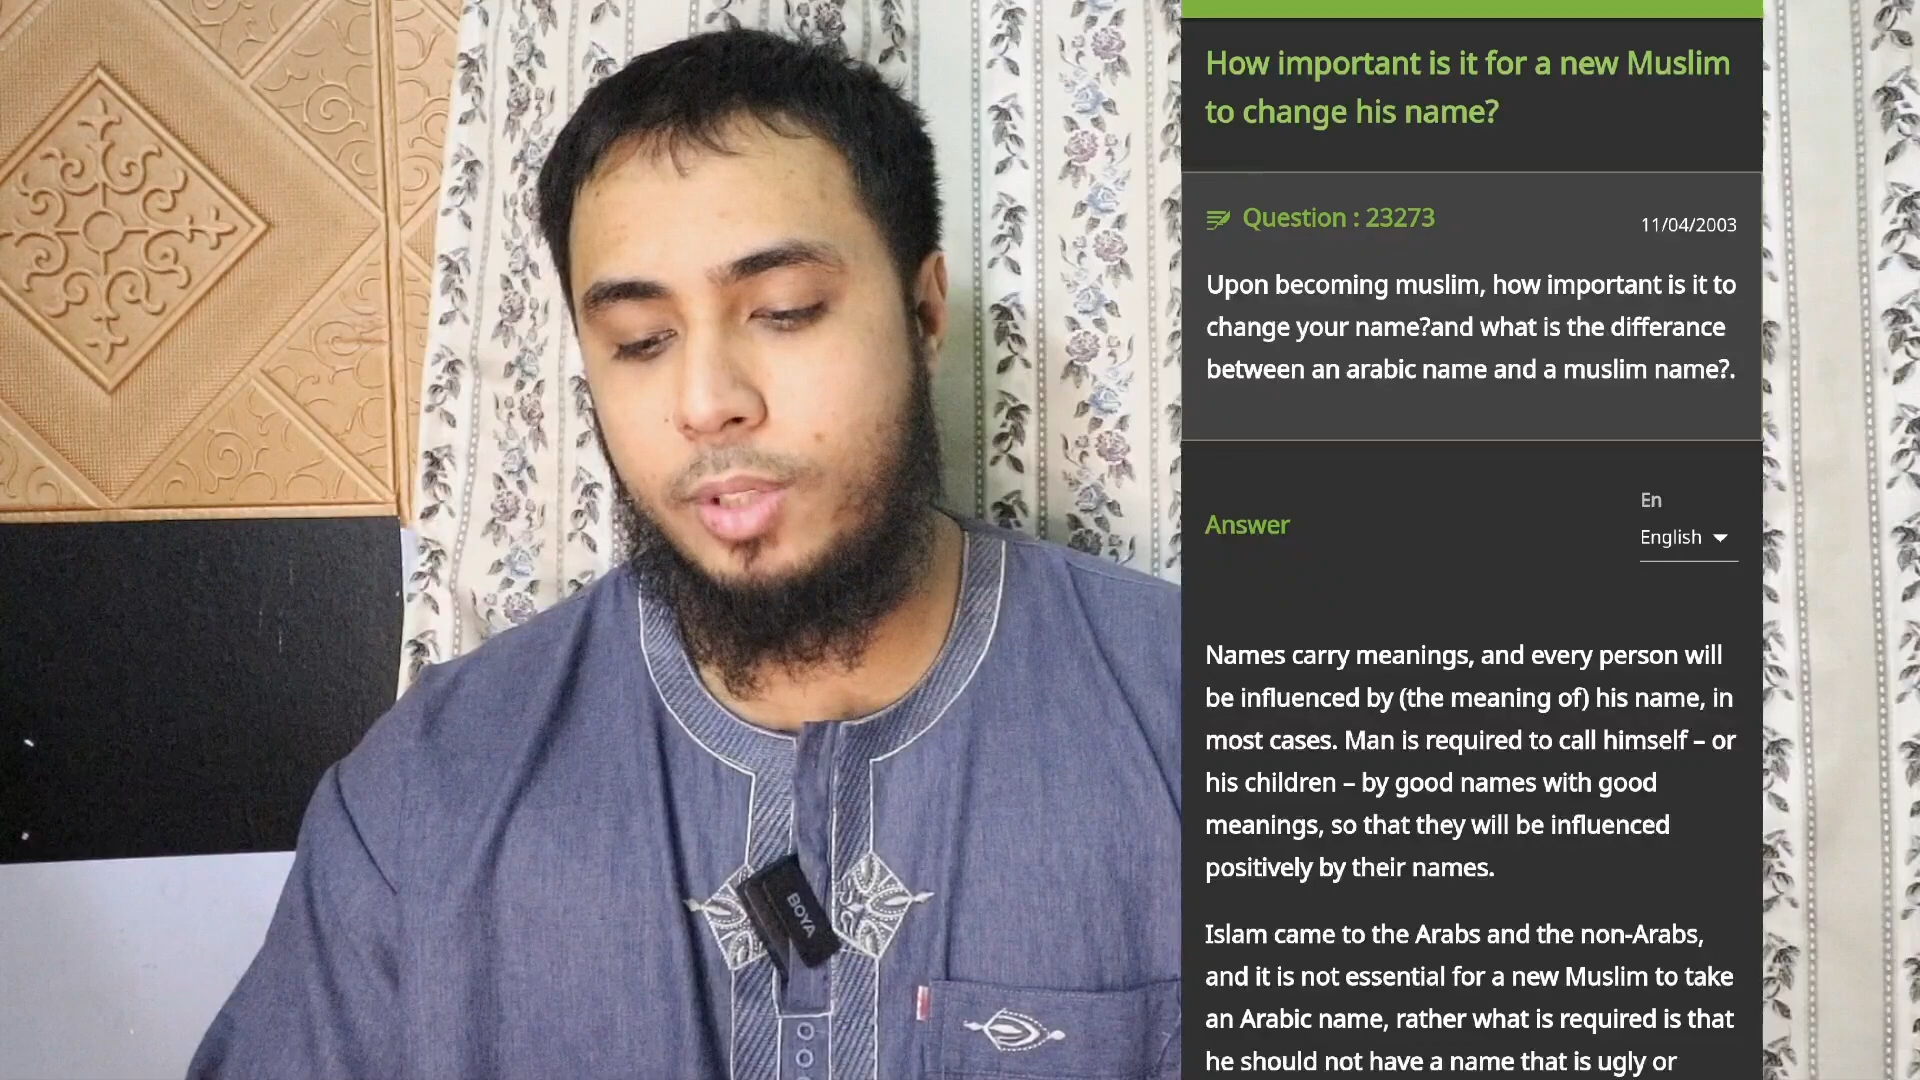 How important is it for a new Muslim
to change his name?
Question : 23273
11/04/2003
Upon becoming muslim, how important is it to
change your name?and what is the differance
between an arabic name and a muslim name?.
Answer
En
English
Names carry meanings, and every person will
be influenced by (the meaning of) his name, in
most cases. Man is required to call himself – or
his children – by good names with good
meanings, so that they will be influenced
positively by their names.
Islam came to the Arabs and the non-Arabs,
and it is not essential for a new Muslim to take
an Arabic name, rather what is required is that
he should not have a name that is ugly or
BOYA